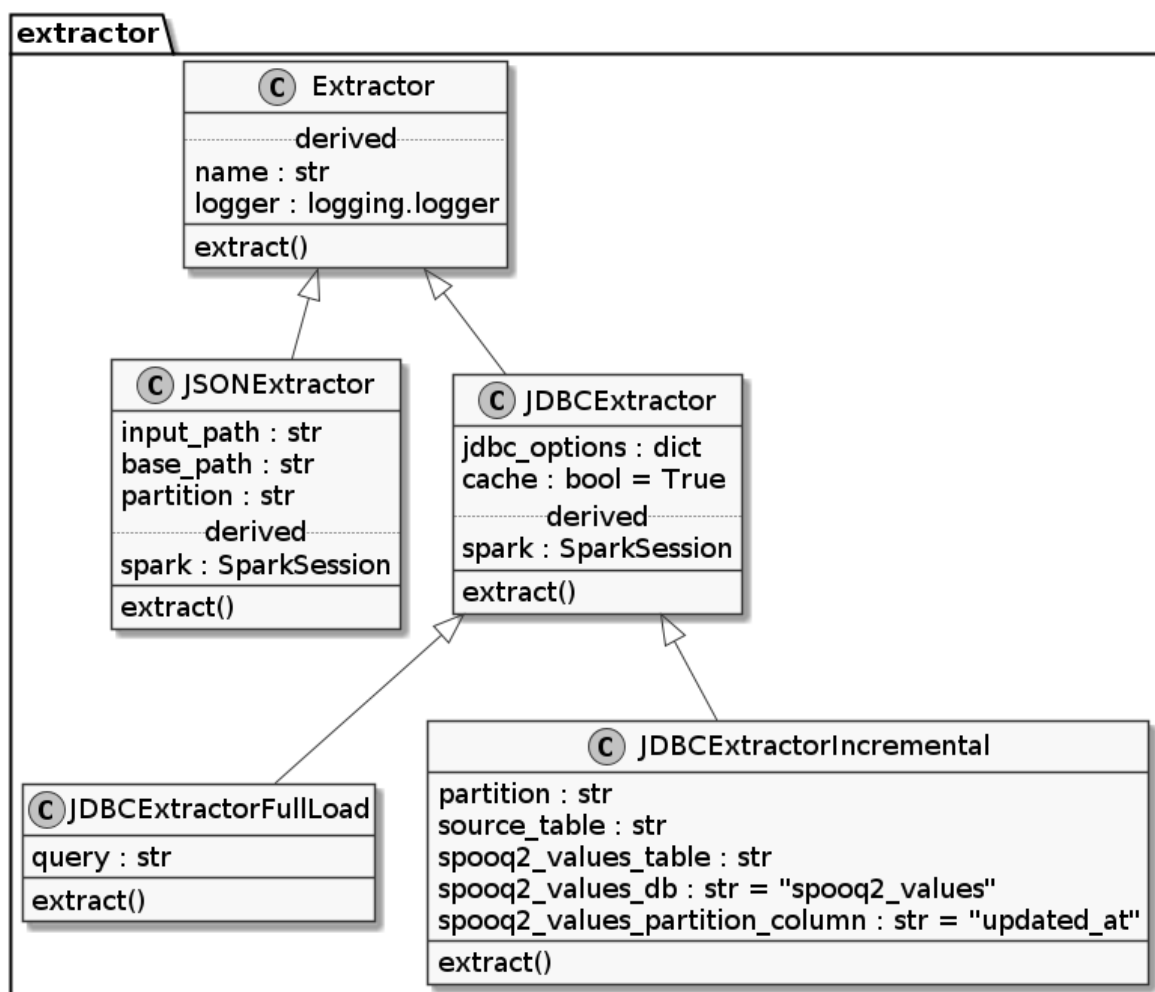 extractor
C Extractor
derived
name : str
logger : logging.logger
extract()
C JSONExtractor
input_path : str
base_path : str
partition : str
derived
spark : SparkSession
extract()
C JDBCExtractor
jdbc_options : dict
cache : bool = True
derived
spark : SparkSession
extract()
C JDBCExtractorFullLoad
query : str
extract()
C JDBCExtractorIncremental
partition : str
source_table : str
spooq2_values_table : str
spooq2_values_db : str = "spooq2_values"
spooq2_values_partition_column : str = "updated_at"
extract()